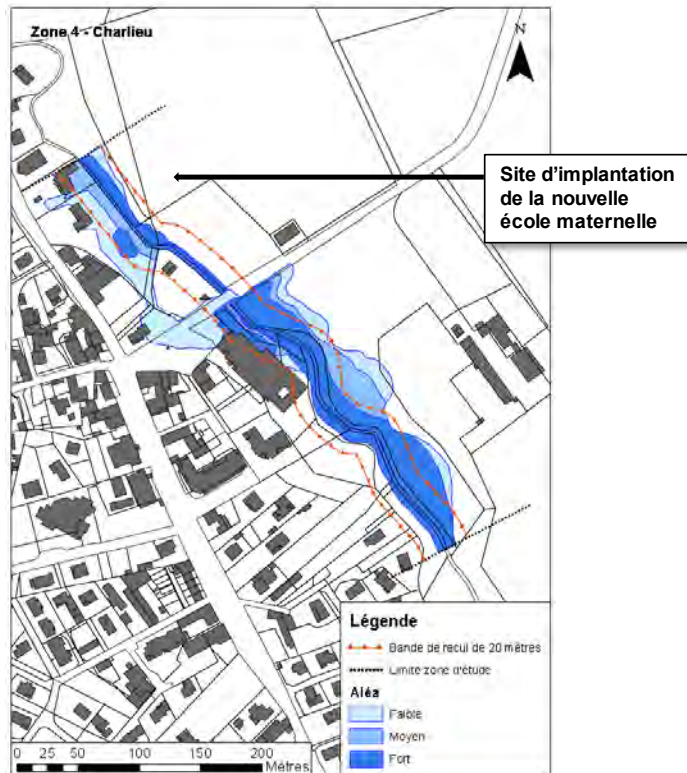 Zone 4 - Charlieu
N
Site d'implantation
de la nouvelle
école maternelle
Légende
Bande de recul de 20 mètres
Limite zone d'étude
Aléa
Faible
Moyen
Fort
0 25 50 100 150 200
Mètres